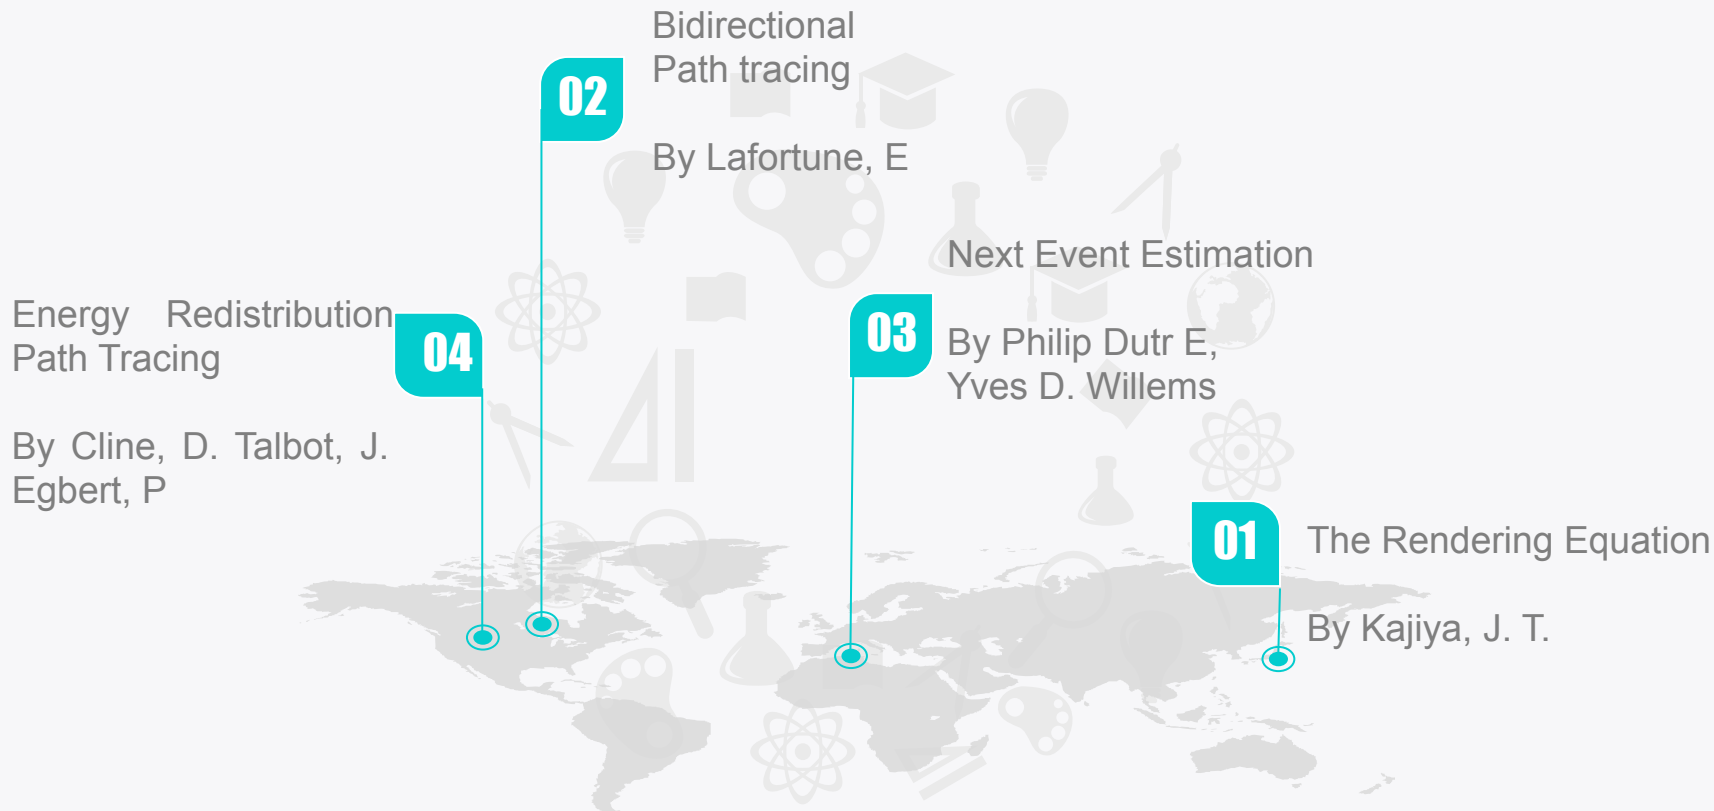 Bidirectional
Path tracing
02
By Lafortune, E
Next Event Estimation
03
By Philip Dutr E,
Yves D. Willems
Energy Redistribution
Path Tracing
04
By Cline, D. Talbot, J.
Egbert, P
01
The Rendering Equation
By Kajiya, J. T.